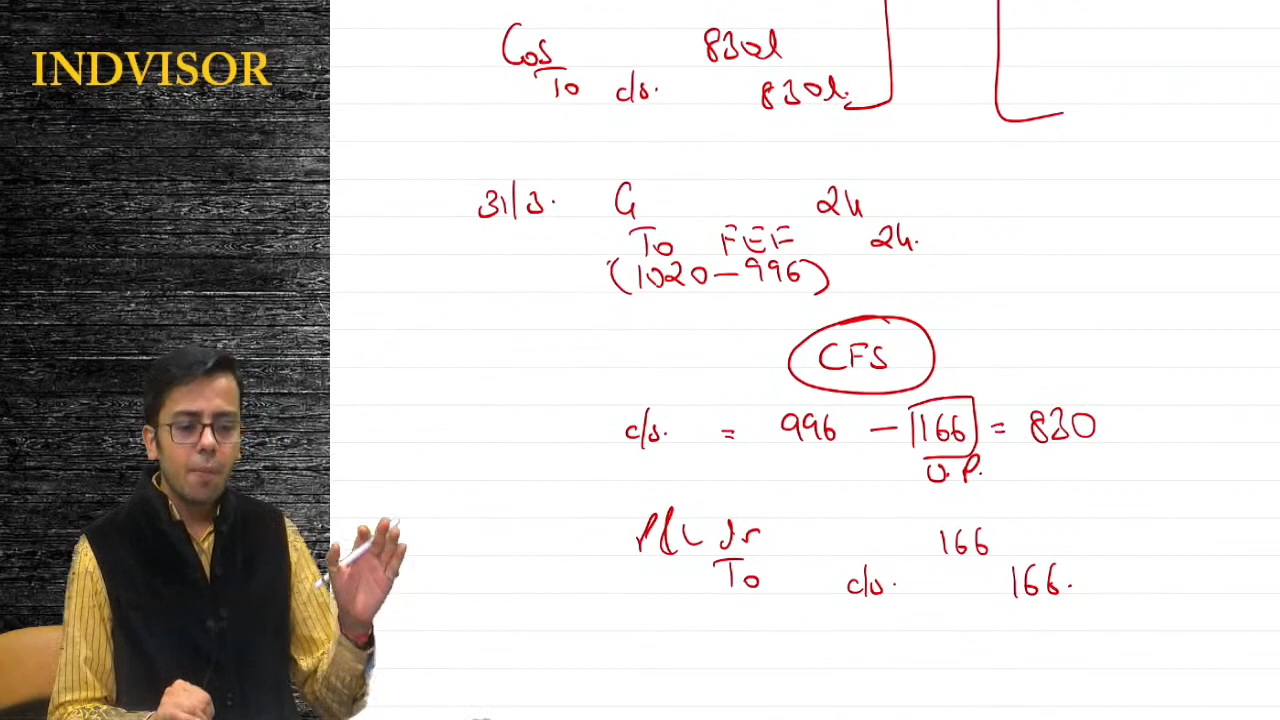 INDVISOR
Cos 830L
To c/s. 830L
31/3. G 24
To FEF 24.
(1020-996)
CFS
c/s. = 996 - 166 = 830
U.P.
P/L Dr 166
To c/s. 166.